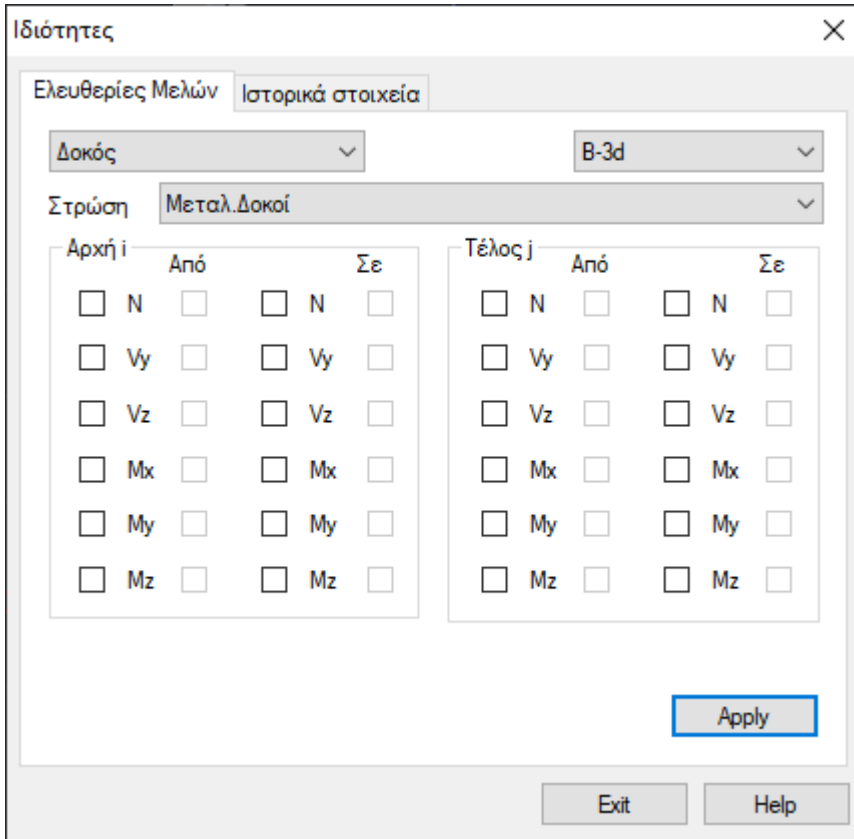 Ιδιότητες
Ελευθερίες Μελών Ιστορικά στοιχεία
Δοκός B-3d
Στρώση Μεταλ.Δοκοί
Αρχή i Τέλος j
Από Σε Από Σε
N N N N
Vy Vy Vy Vy
Vz Vz Vz Vz
Mx Mx Mx Mx
My My My My
Mz Mz Mz Mz
Apply
Exit Help